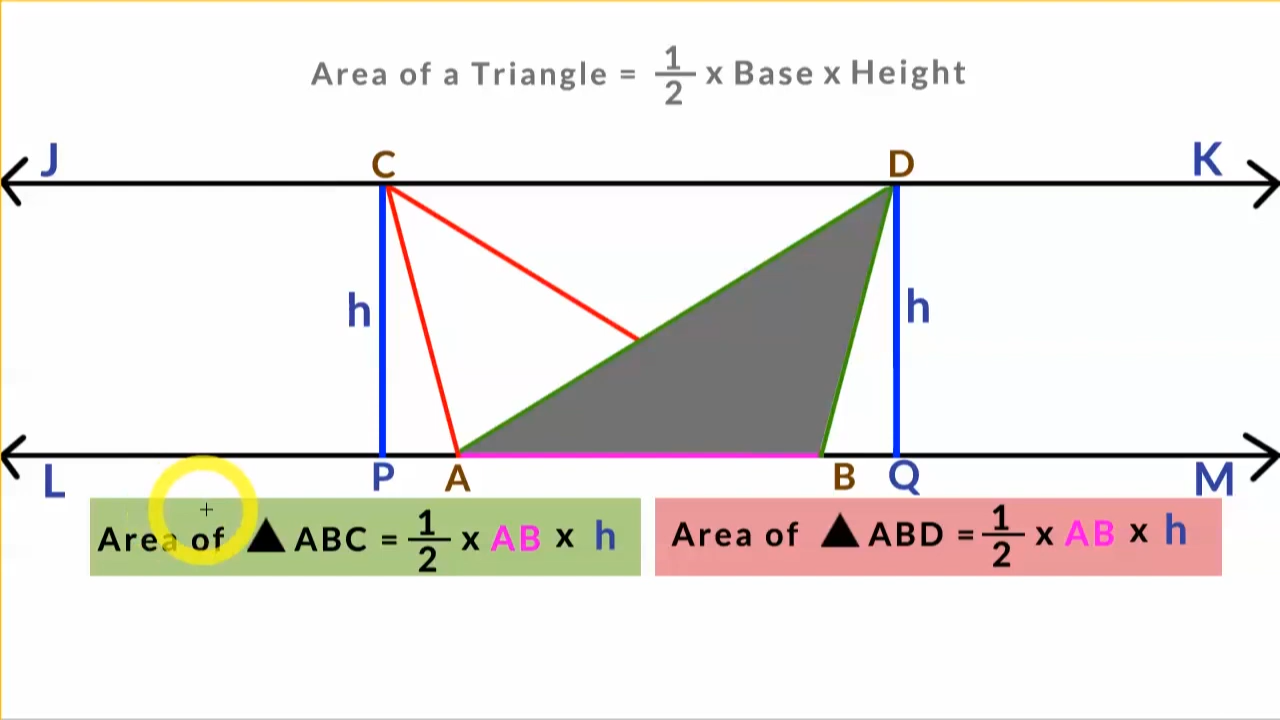 Area of a Triangle = 1/2 x Base x Height
J C D K
h h
L P A B Q M
Area of ▲ ABC = 1/2 x AB x h
Area of ▲ ABD = 1/2 x AB x h